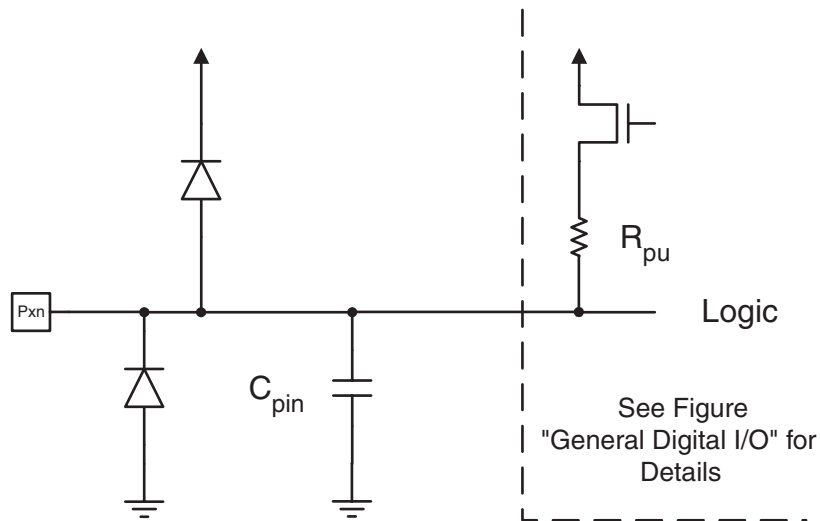 Pxn
C
pin
R
pu
Logic
See Figure
"General Digital I/O" for
Details